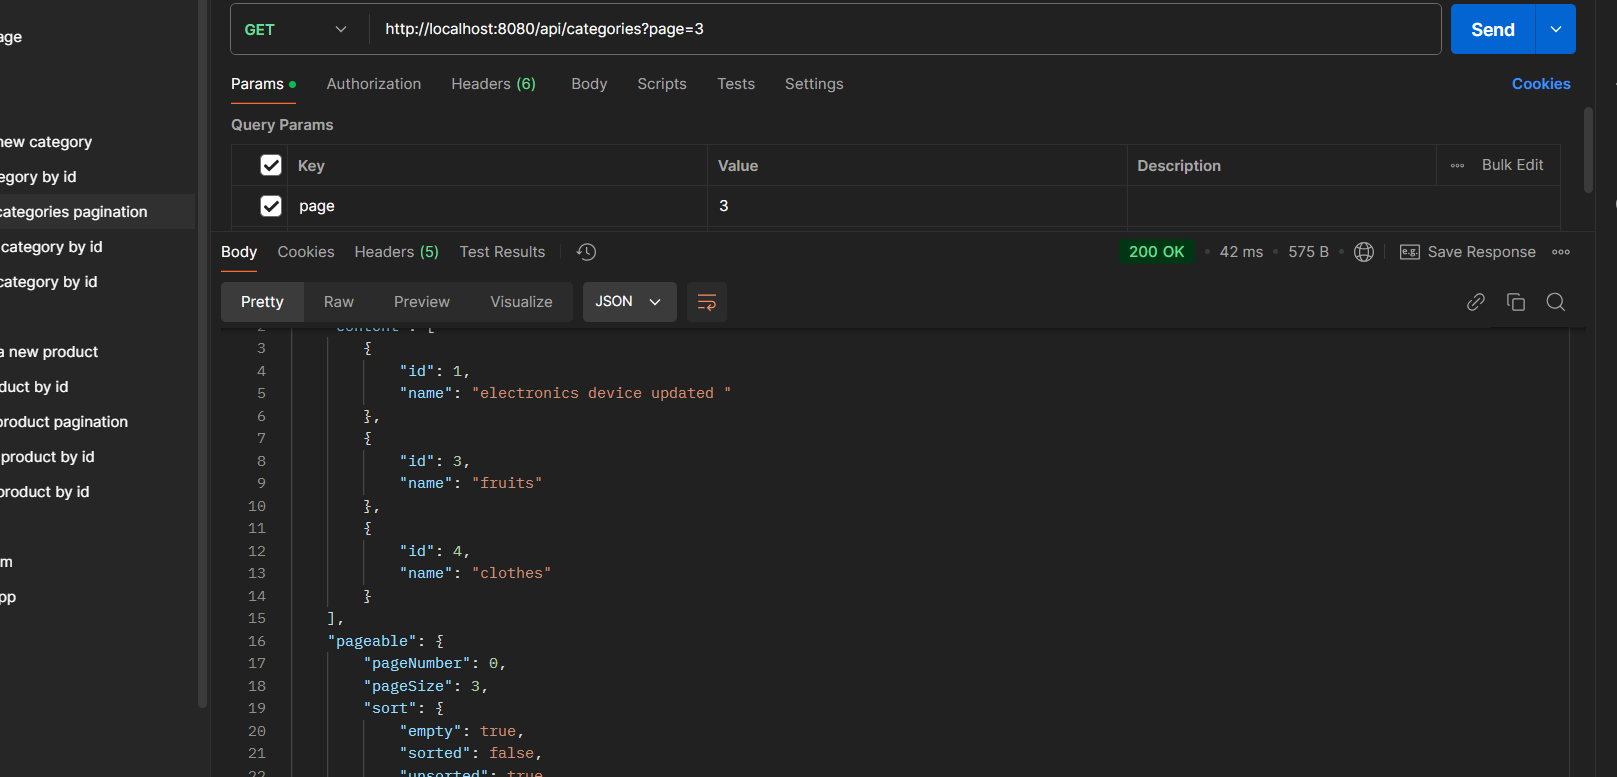 GET http://localhost:8080/api/categories?page=3 Send
age
Params Authorization Headers (6) Body Scripts Tests Settings Cookies
Query Params
new category
Key Value Description Bulk Edit
egory by id
page 3
categories pagination
category by id
Body Cookies Headers (5) Test Results 200 OK 42 ms 575 B e.g. Save Response
category by id
Pretty Raw Preview Visualize JSON
2 "content": [
3 {
a new product
4 "id": 1,
duct by id
5 "name": "electronics device updated "
6 },
product pagination
7 {
product by id
8 "id": 3,
9 "name": "fruits"
product by id
10 },
11 {
12 "id": 4,
m
13 "name": "clothes"
14 }
pp
15 ],
16 "pageable": {
17 "pageNumber": 0,
18 "pageSize": 3,
19 "sort": {
20 "empty": true,
21 "sorted": false,
22 "unsorted": true